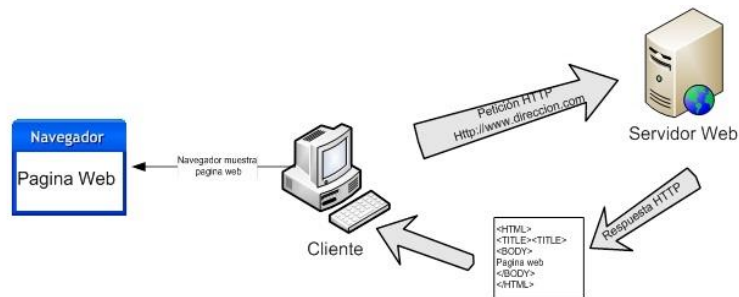 Petición HTTP
Http://www.direccion.com
Servidor Web
Navegador
Pagina Web
Navegador muestra
pagina web
Cliente
Respuesta HTTP
<HTML>
<TITLE><TITLE>
<BODY>
Pagina web
</BODY>
</HTML>